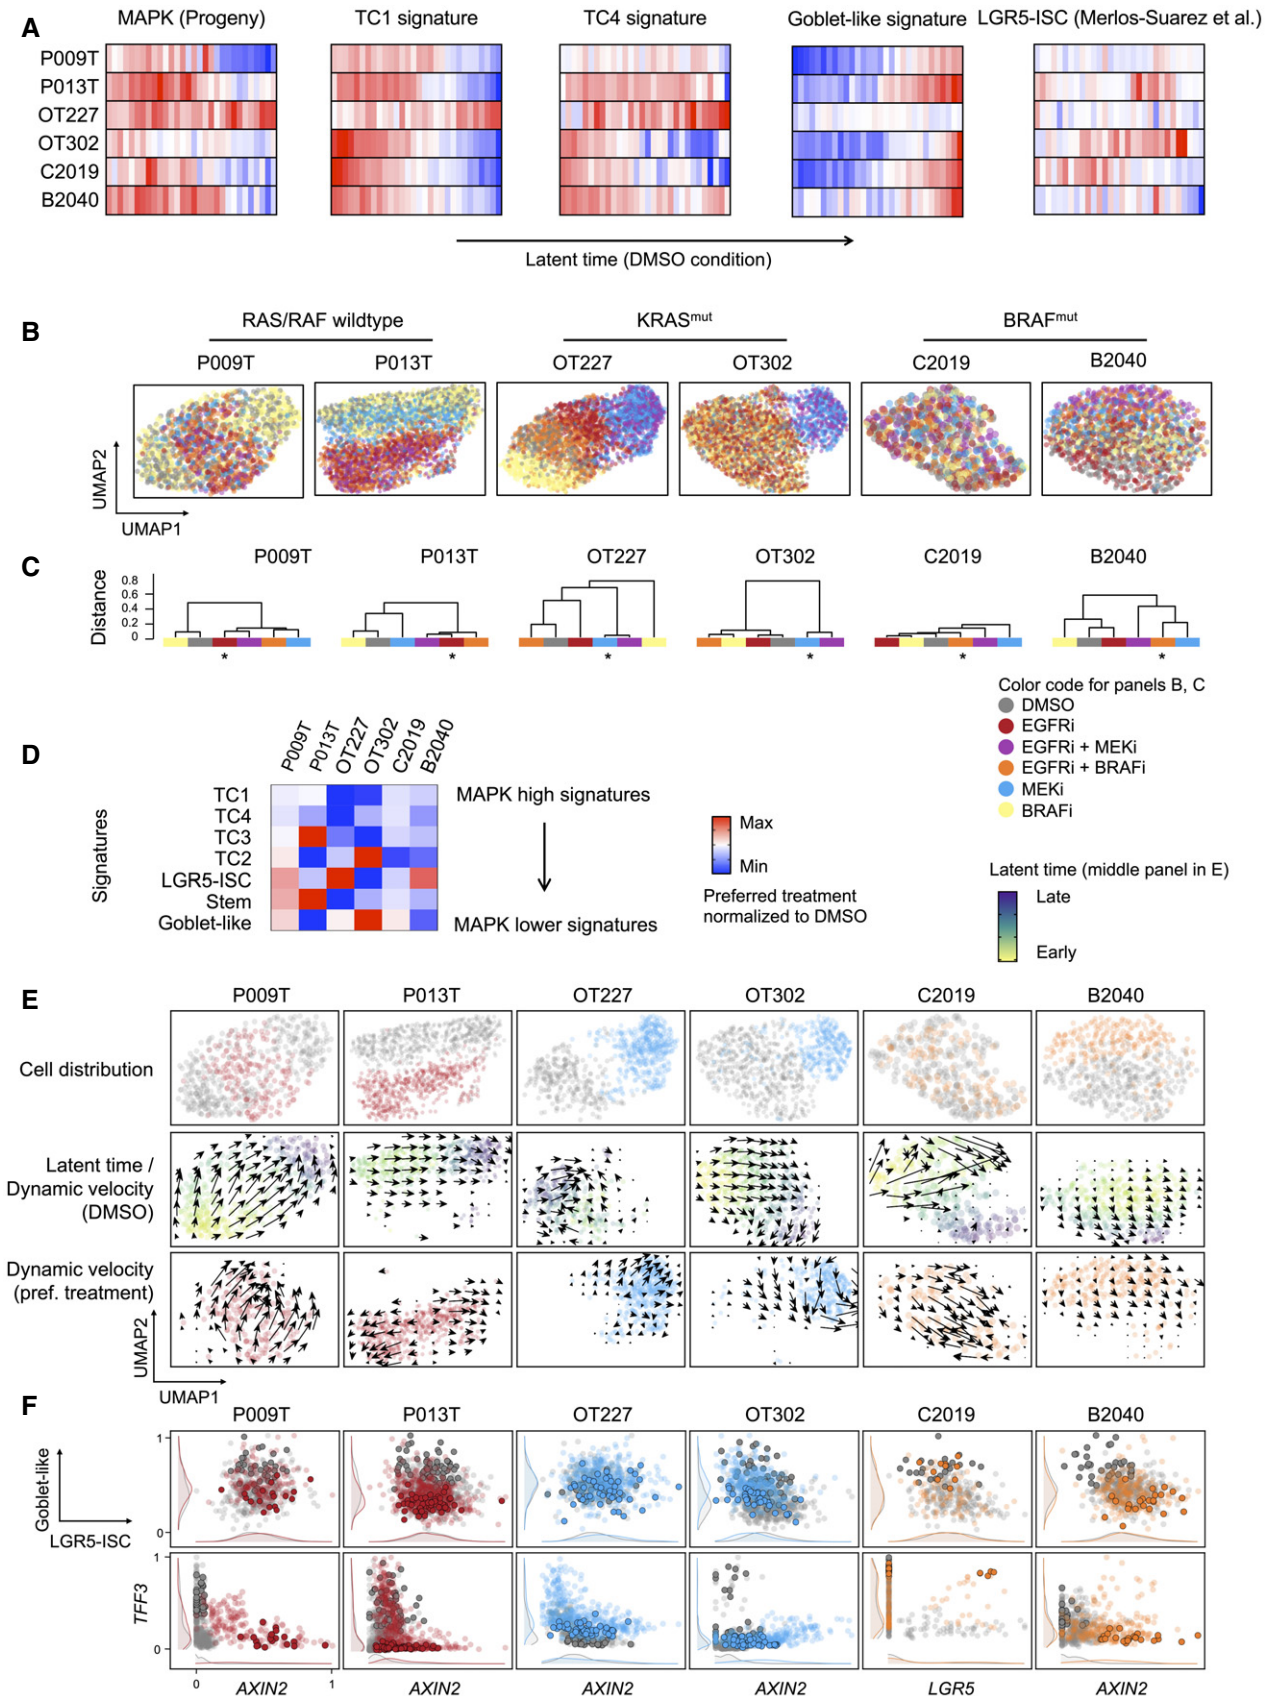 A
MAPK (Progeny)
TC1 signature
TC4 signature
Goblet-like signature
LGR5-ISC (Merlos-Suarez et al.)
P009T
P013T
OT227
OT302
C2019
B2040
Latent time (DMSO condition)
B
RAS/RAF wildtype
KRASmut
BRAFmut
P009T
P013T
OT227
OT302
C2019
B2040
UMAP2
UMAP1
C
P009T
P013T
OT227
OT302
C2019
B2040
Distance
0.8
0.6
0.4
0.2
0
* * * * * *
Color code for panels B, C
DMSO
EGFRi
EGFRi + MEKi
EGFRi + BRAFi
MEKi
BRAFi
D
P009T
P013T
OT227
OT302
C2019
B2040
Signatures
TC1
TC4
TC3
TC2
LGR5-ISC
Stem
Goblet-like
MAPK high signatures
MAPK lower signatures
Max
Min
Preferred treatment
normalized to DMSO
Latent time (middle panel in E)
Late
Early
E
P009T
P013T
OT227
OT302
C2019
B2040
Cell distribution
Latent time /
Dynamic velocity
(DMSO)
Dynamic velocity
(pref. treatment)
UMAP2
UMAP1
F
P009T
P013T
OT227
OT302
C2019
B2040
Goblet-like
LGR5-ISC
1
0
TFF3
1
0
0
1
AXIN2
AXIN2
AXIN2
AXIN2
LGR5
AXIN2